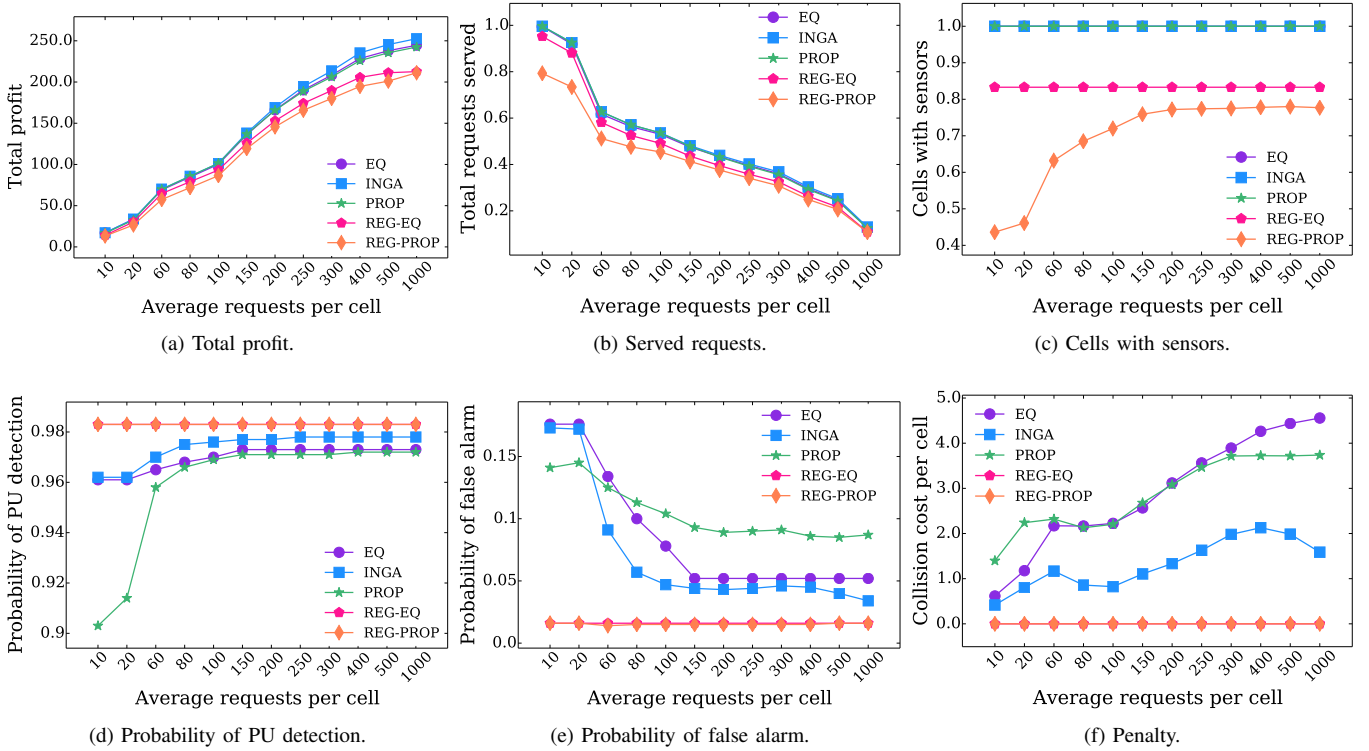 Total profit
250.0
200.0
150.0
100.0
50.0
0.0
EQ
INGA
PROP
REG-EQ
REG-PROP
10 20 60 80 100 150 200 250 300 400 500 1000
Average requests per cell
(a) Total profit.
Total requests served
1.0
0.8
0.6
0.4
0.2
EQ
INGA
PROP
REG-EQ
REG-PROP
10 20 60 80 100 150 200 250 300 400 500 1000
Average requests per cell
(b) Served requests.
Cells with sensors
1.0
0.9
0.8
0.7
0.6
0.5
0.4
EQ
INGA
PROP
REG-EQ
REG-PROP
10 20 60 80 100 150 200 250 300 400 500 1000
Average requests per cell
(c) Cells with sensors.
Probability of PU detection
0.98
0.96
0.94
0.92
0.9
EQ
INGA
PROP
REG-EQ
REG-PROP
10 20 60 80 100 150 200 250 300 400 500 1000
Average requests per cell
(d) Probability of PU detection.
Probability of false alarm
0.15
0.1
0.05
0.0
EQ
INGA
PROP
REG-EQ
REG-PROP
10 20 60 80 100 150 200 250 300 400 500 1000
Average requests per cell
(e) Probability of false alarm.
Collision cost per cell
5.0
4.0
3.0
2.0
1.0
0.0
EQ
INGA
PROP
REG-EQ
REG-PROP
10 20 60 80 100 150 200 250 300 400 500 1000
Average requests per cell
(f) Penalty.